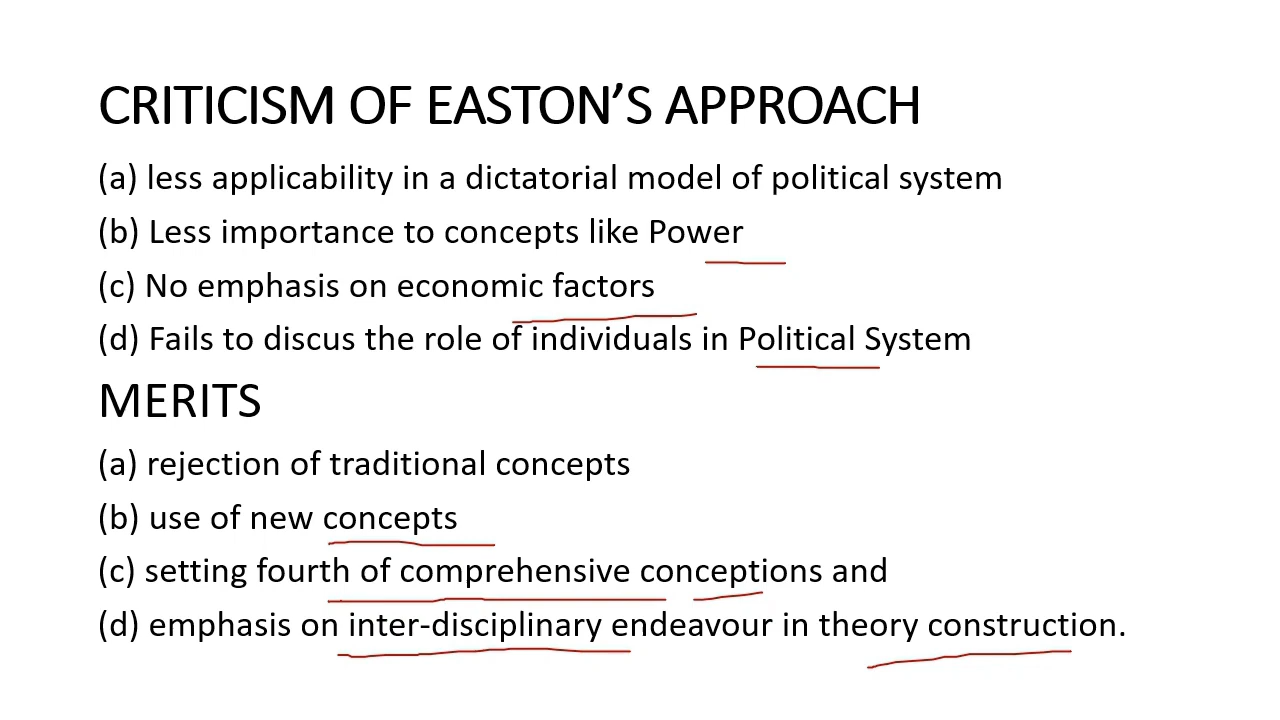 CRITICISM OF EASTON’S APPROACH
(a) less applicability in a dictatorial model of political system
(b) Less importance to concepts like Power
(c) No emphasis on economic factors
(d) Fails to discus the role of individuals in Political System
MERITS
(a) rejection of traditional concepts
(b) use of new concepts
(c) setting fourth of comprehensive conceptions and
(d) emphasis on inter-disciplinary endeavour in theory construction.